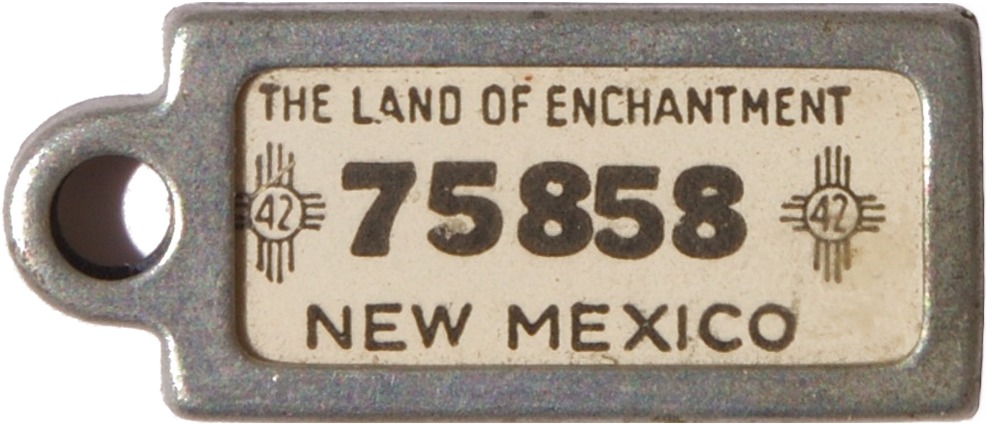 THE LAND OF ENCHANTMENT
42 75858 42
NEW MEXICO